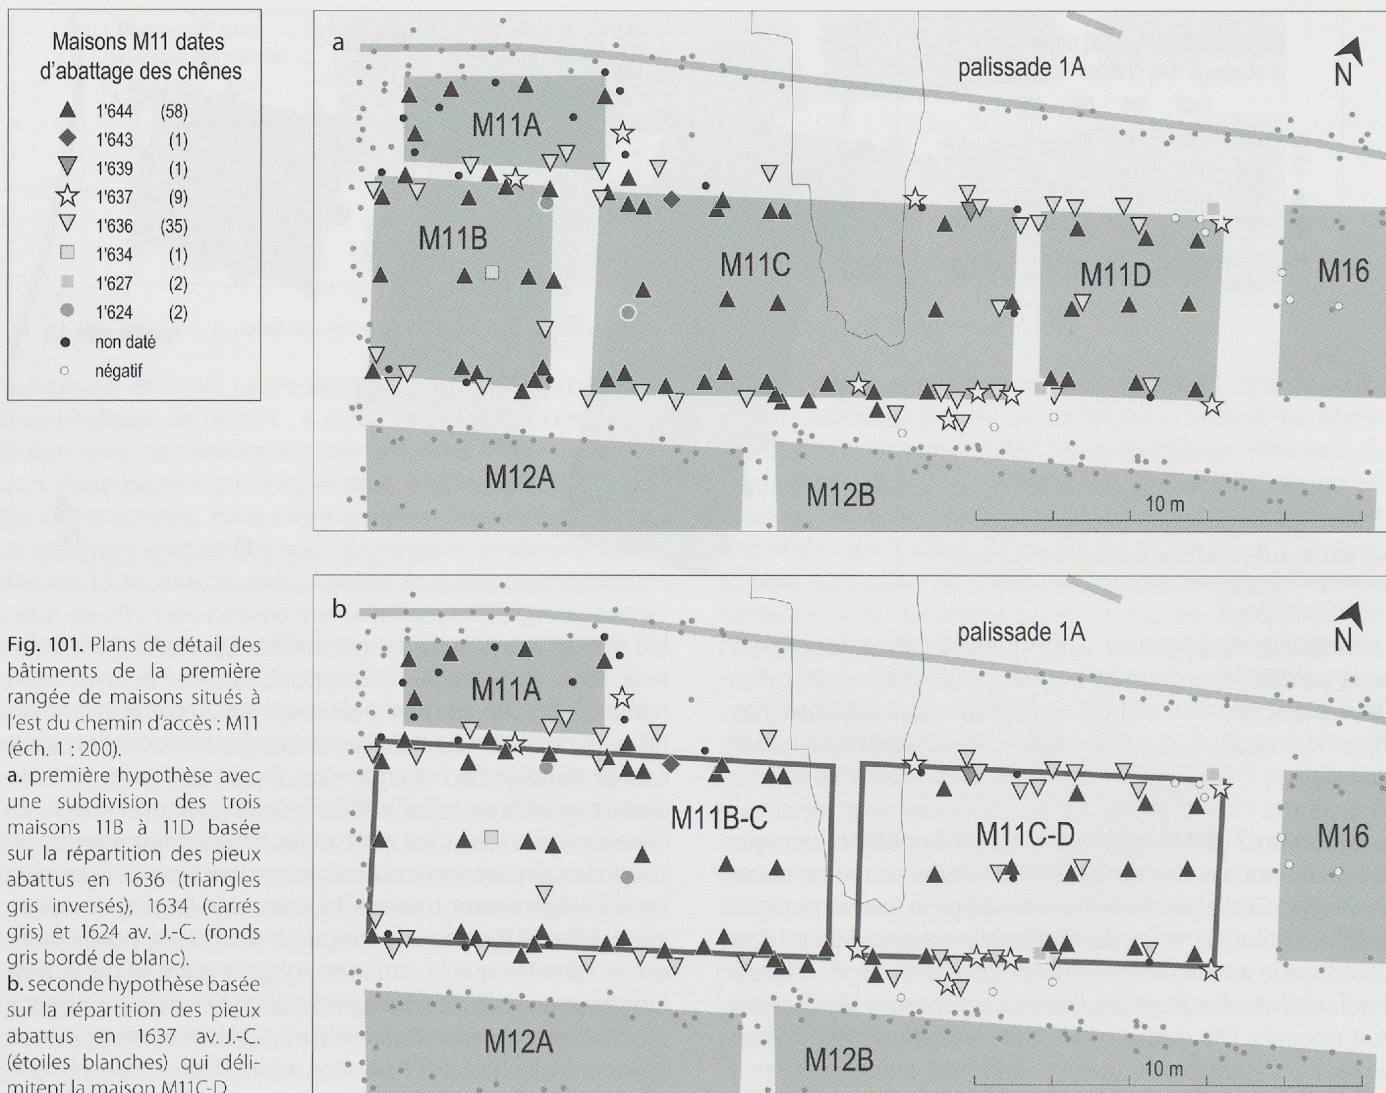 Maisons M11 dates
d'abattage des chênes
1'644 (58)
1'643 (1)
1'639 (1)
1'637 (9)
1'636 (35)
1'634 (1)
1'627 (2)
1'624 (2)
non daté
négatif
a
palissade 1A
N
M11A
M11B
M11C
M11D
M16
M12A
M12B
10 m
b
palissade 1A
N
M11A
M11B-C
M11C-D
M16
M12A
M12B
10 m
Fig. 101. Plans de détail des
bâtiments de la première
rangée de maisons situés à
l'est du chemin d'accès : M11
(éch. 1 : 200).
a. première hypothèse avec
une subdivision des trois
maisons 11B à 11D basée
sur la répartition des pieux
abattus en 1636 (triangles
gris inversés), 1634 (carrés
gris) et 1624 av. J.-C. (ronds
gris bordé de blanc).
b. seconde hypothèse basée
sur la répartition des pieux
abattus en 1637 av. J.-C.
(étoiles blanches) qui déli-
mitent la maison M11C-D